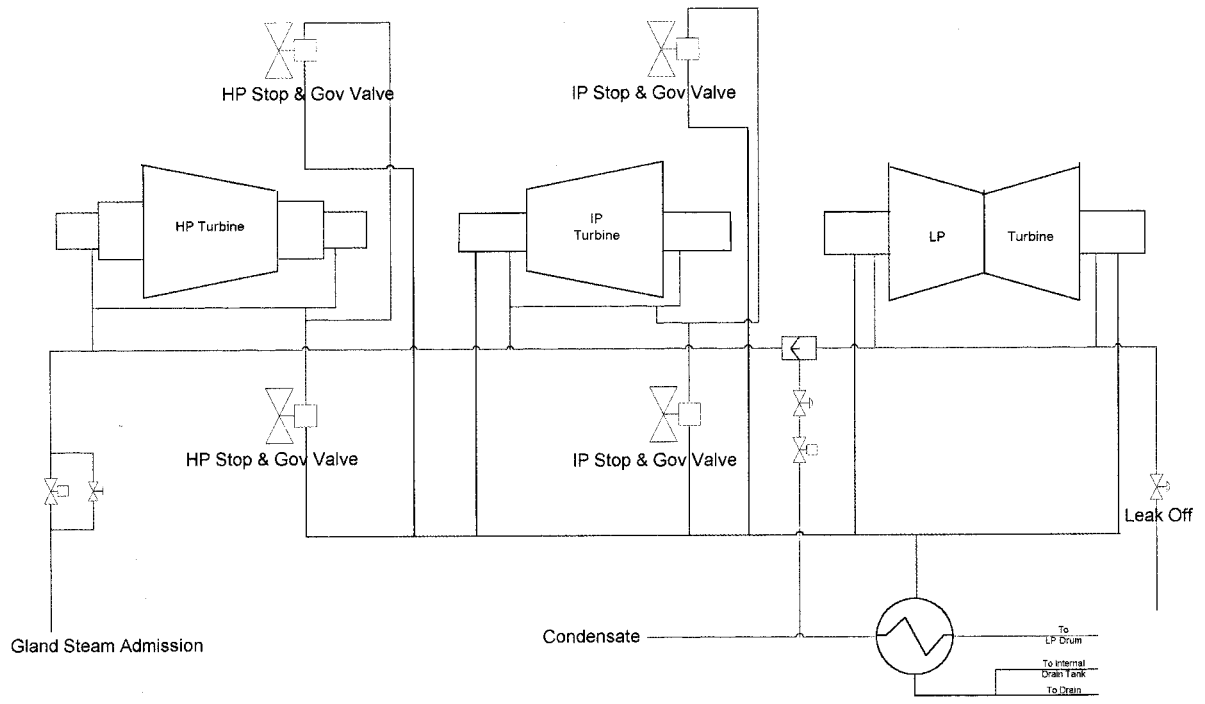 HP Stop & Gov Valve
IP Stop & Gov Valve
HP Turbine
IP
Turbine
LP
Turbine
HP Stop & Gov Valve
IP Stop & Gov Valve
Leak Off
Gland Steam Admission
Condensate
To
LP Drum
To Internal
Drain Tank
To Drain